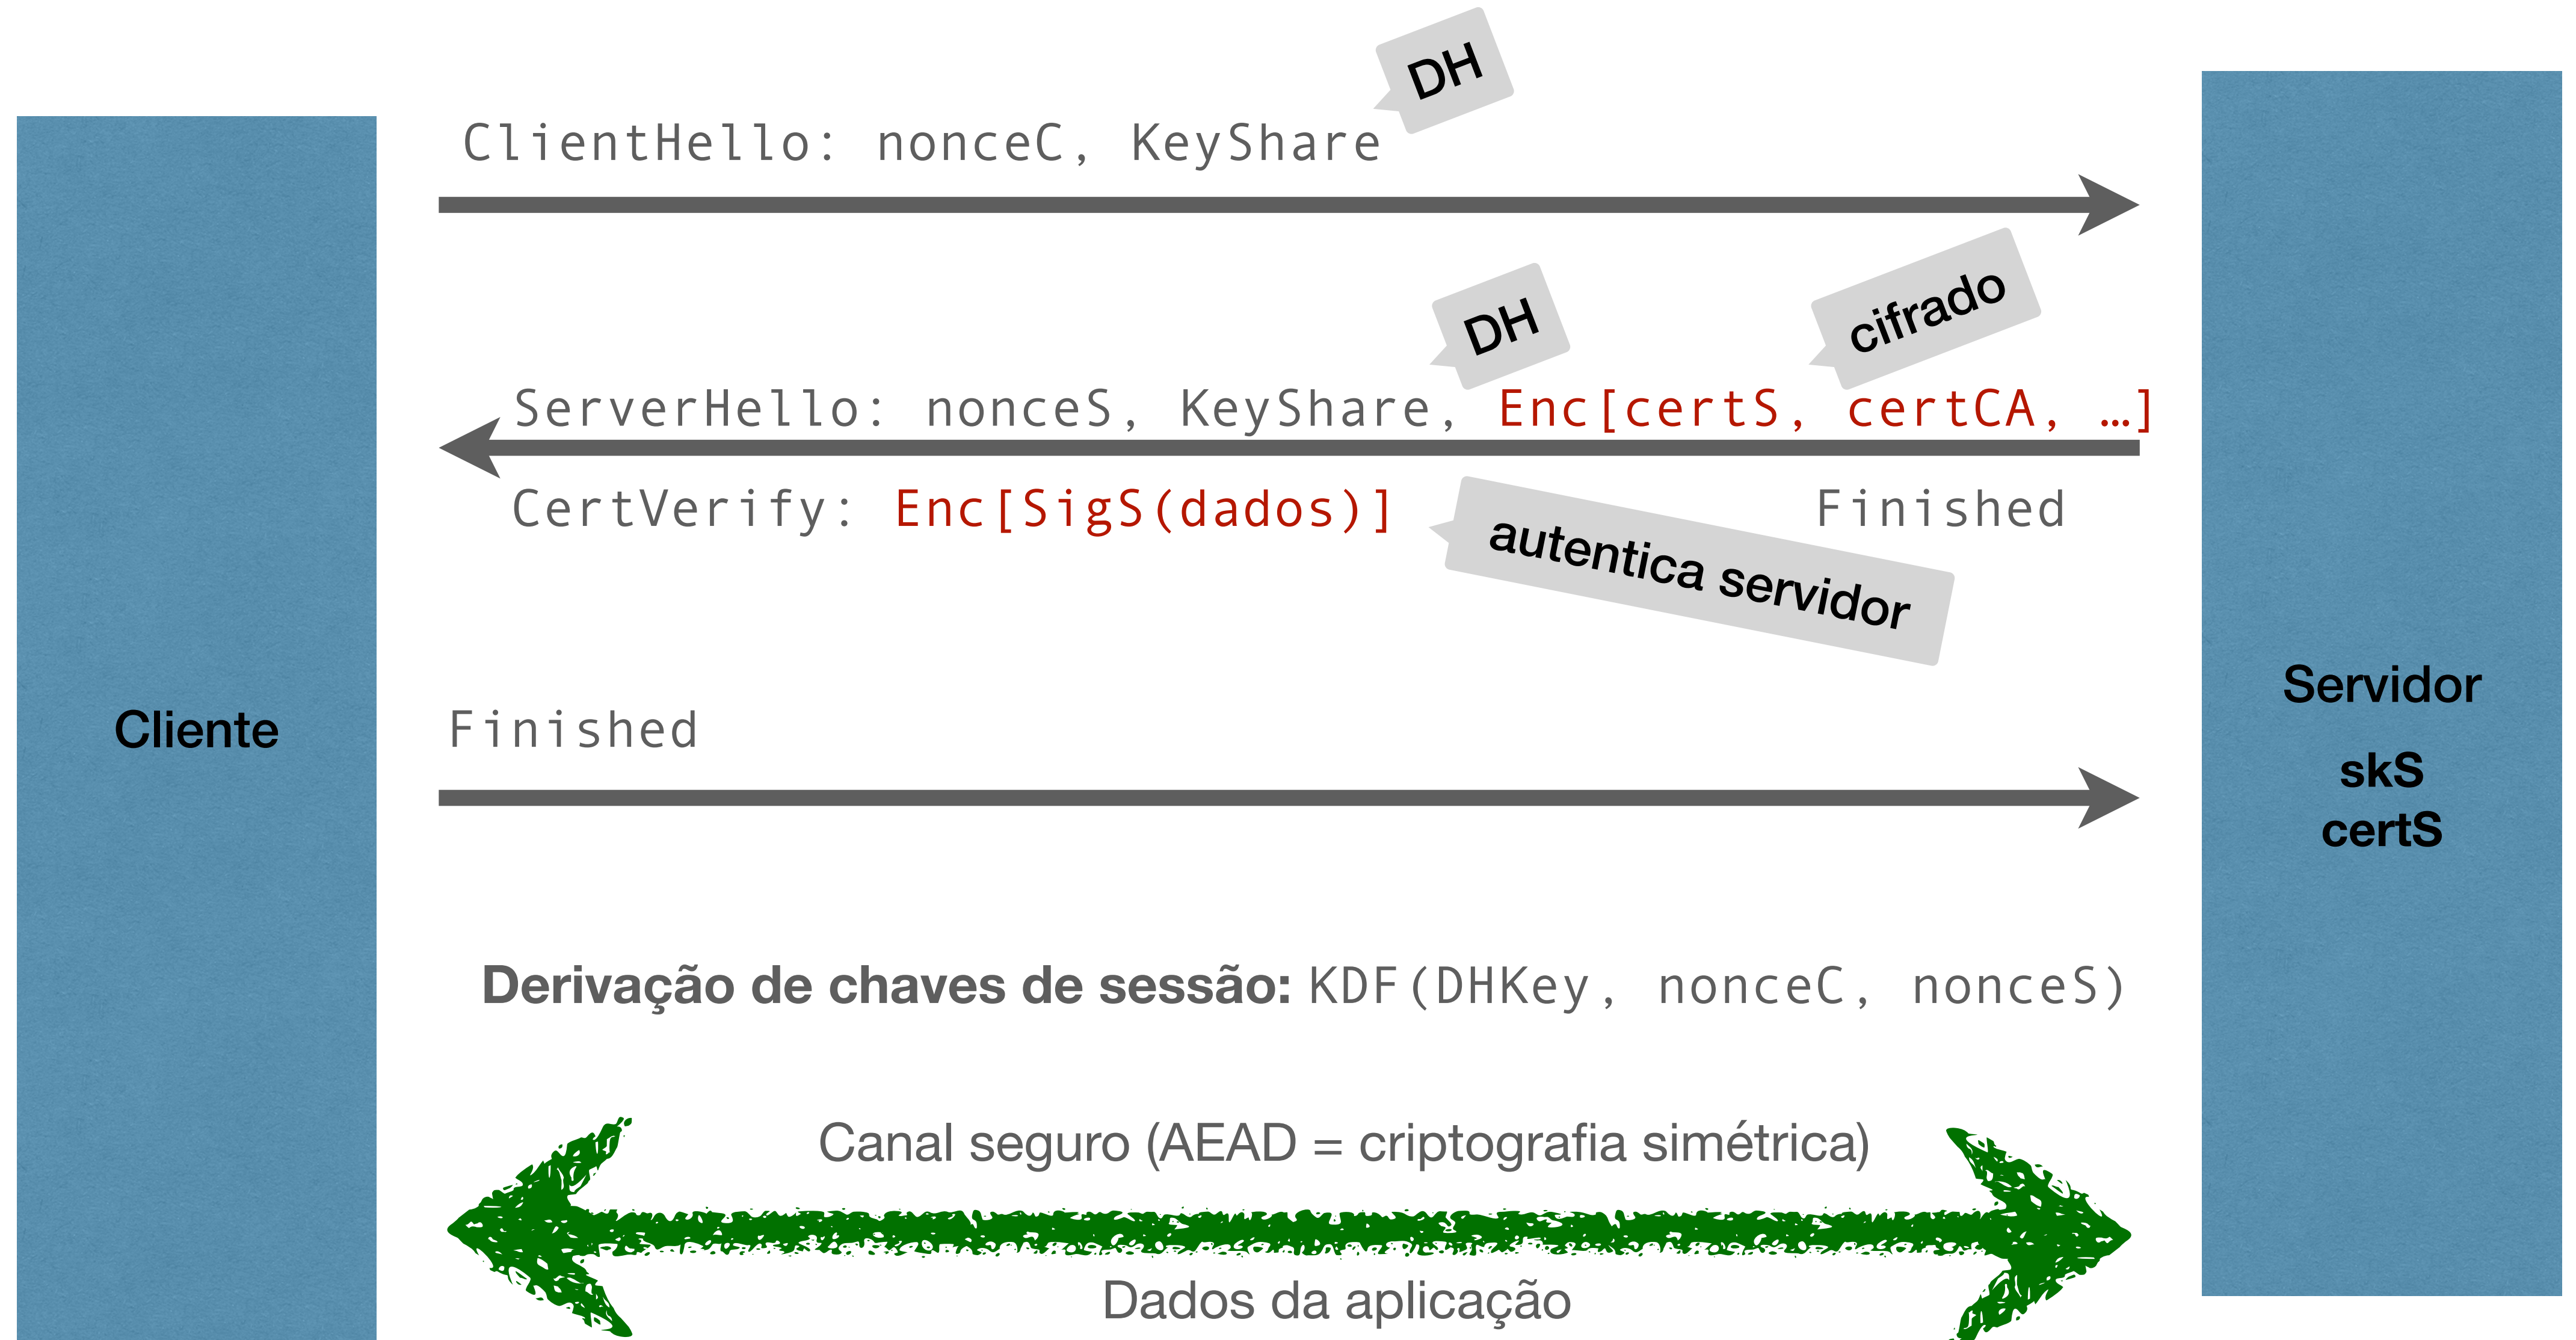 DH
ClientHello: nonceC, KeyShare
DH
cifrado
ServerHello: nonceS, KeyShare, Enc[certS, certCA, …]
CertVerify: Enc[SigS(dados)]
Finished
autentica servidor
Cliente
Finished
Servidor
skS
certS
Derivação de chaves de sessão: KDF(DHKey, nonceC, nonceS)
Canal seguro (AEAD = criptografia simétrica)
Dados da aplicação